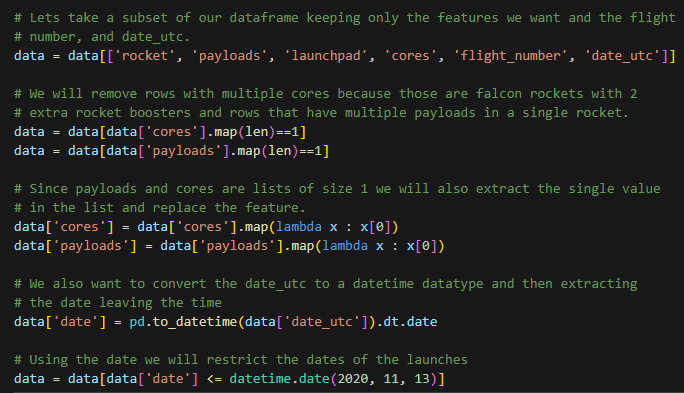 # Lets take a subset of our dataframe keeping only the features we want and the flight
# number, and date_utc.
data = data[['rocket', 'payloads', 'launchpad', 'cores', 'flight_number', 'date_utc']]
# We will remove rows with multiple cores because those are falcon rockets with 2
# extra rocket boosters and rows that have multiple payloads in a single rocket.
data = data[data['cores'].map(len)==1]
data = data[data['payloads'].map(len)==1]
# Since payloads and cores are lists of size 1 we will also extract the single value
# in the list and replace the feature.
data['cores'] = data['cores'].map(lambda x : x[0])
data['payloads'] = data['payloads'].map(lambda x : x[0])
# We also want to convert the date_utc to a datetime datatype and then extracting
# the date leaving the time
data['date'] = pd.to_datetime(data['date_utc']).dt.date
# Using the date we will restrict the dates of the launches
data = data[data['date'] <= datetime.date(2020, 11, 13)]